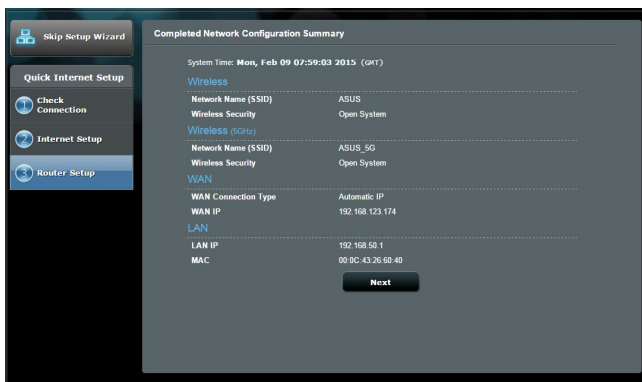 Skip Setup Wizard
Quick Internet Setup
1 Check Connection
2 Internet Setup
3 Router Setup
Completed Network Configuration Summary
System Time: Mon, Feb 09 07:59:03 2015 (GMT)
Wireless
Network Name (SSID) ASUS
Wireless Security Open System
Wireless (5GHz)
Network Name (SSID) ASUS_5G
Wireless Security Open System
WAN
WAN Connection Type Automatic IP
WAN IP 192.168.123.174
LAN
LAN IP 192.168.50.1
MAC 00:0C:43:26:60:40
Next